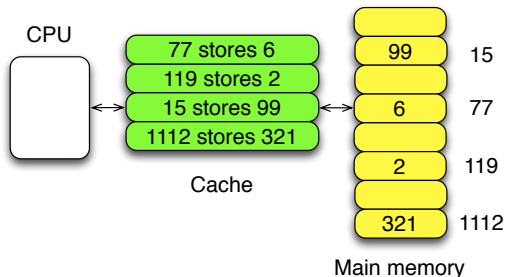 CPU
77 stores 6
119 stores 2
15 stores 99
1112 stores 321
Cache
99 15
6 77
2 119
321 1112
Main memory